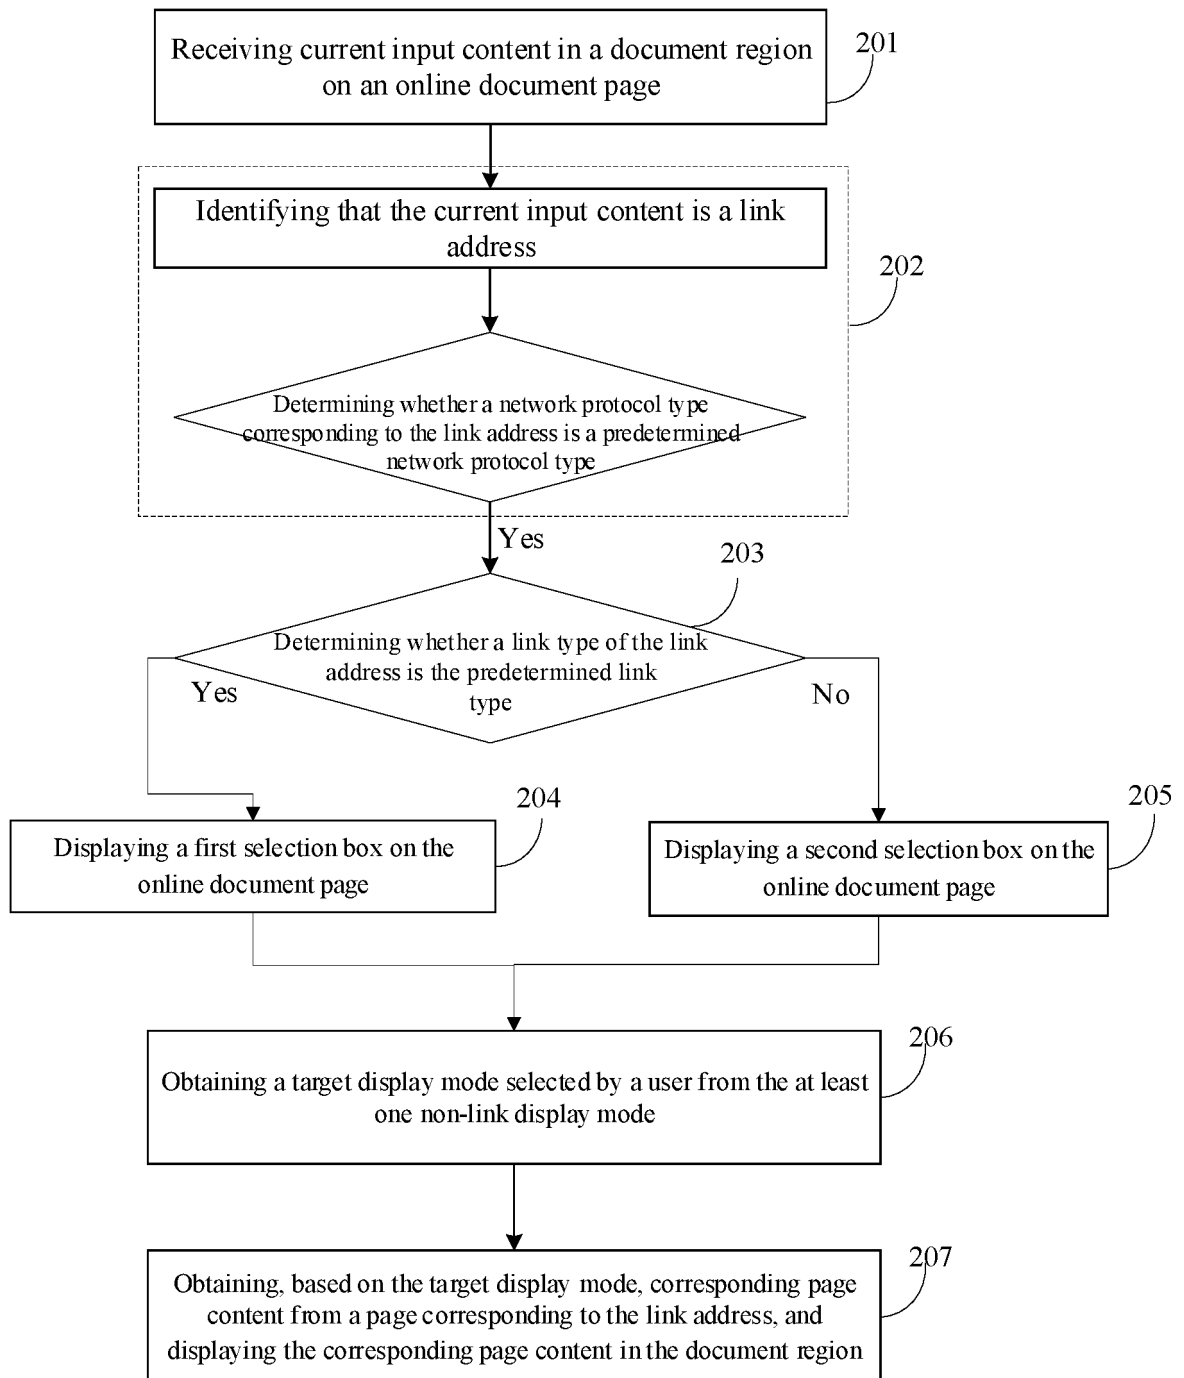 Receiving current input content in a document region
on an online document page
201
Identifying that the current input content is a link
address
202
Determining whether a network protocol type
corresponding to the link address is a predetermined
network protocol type
Yes
203
Determining whether a link type of the link
address is the predetermined link
type
Yes
No
204
Displaying a first selection box on the
online document page
205
Displaying a second selection box on the
online document page
206
Obtaining a target display mode selected by a user from the at least
one non-link display mode
207
Obtaining, based on the target display mode, corresponding page
content from a page corresponding to the link address, and
displaying the corresponding page content in the document region